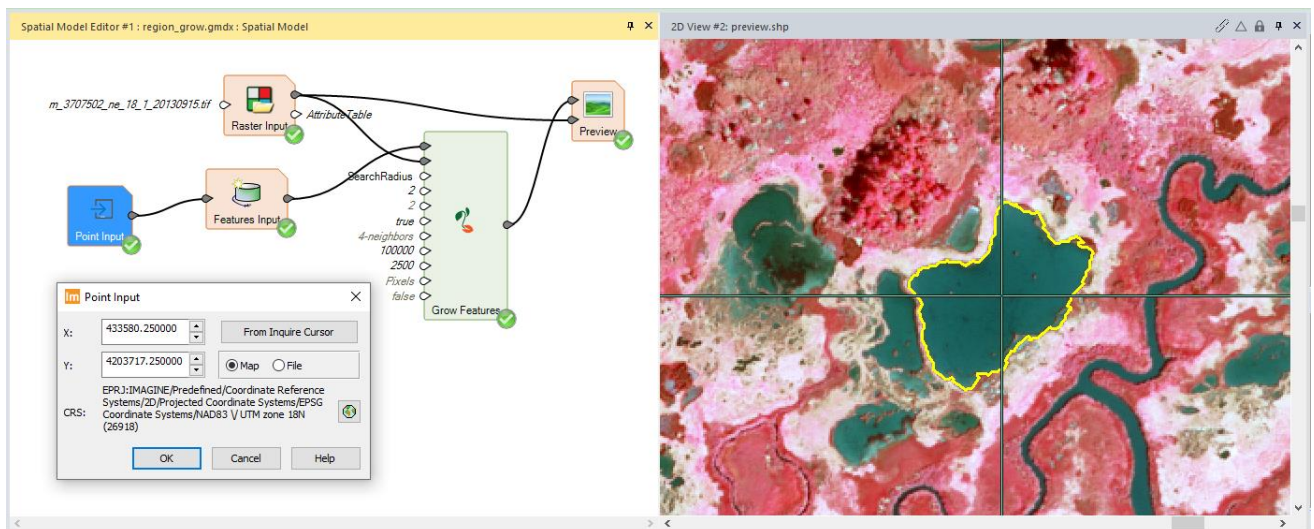 Spatial Model Editor #1 : region_grow.gmdx : Spatial Model
m_3707502_ne_18_1_20130915.tif
Raster Input
AttributeTable
Preview
Point Input
Features Input
SearchRadius
2
2
true
4-neighbors
100000
2500
Pixels
false
Grow Features
Im Point Input
X: 433580.250000 From Inquire Cursor
Y: 4203717.250000 Map File
CRS: EPRJ:IMAGINE/Predefined/Coordinate Reference
Systems/2D/Projected Coordinate Systems/EPSG
Coordinate Systems/NAD83 \/ UTM zone 18N
(26918)
OK Cancel Help
2D View #2: preview.shp